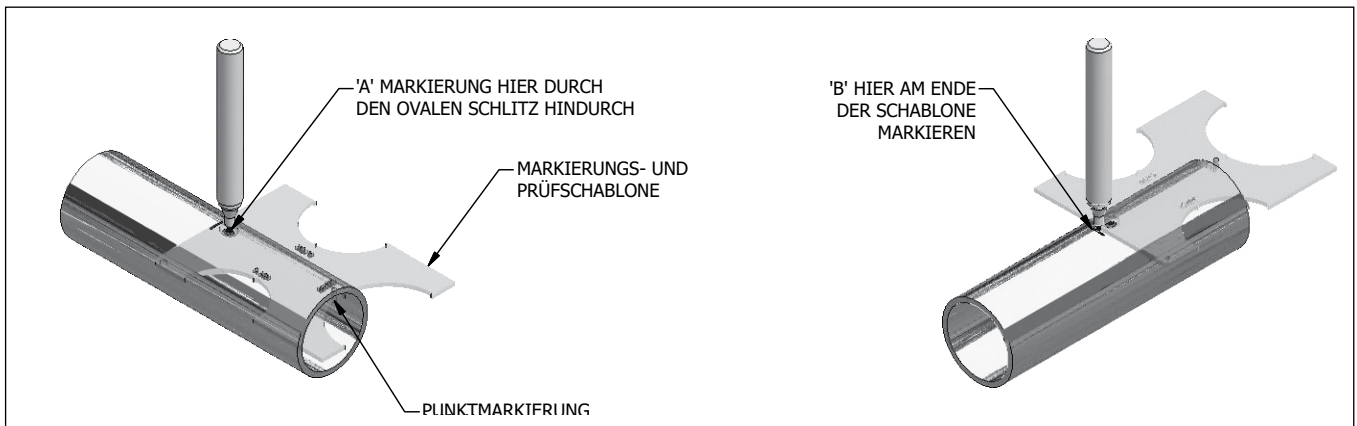 'A' MARKIERUNG HIER DURCH
DEN OVALEN SCHLITZ HINDURCH
MARKIERUNGS- UND
PRÜFSCHABLONE
PUNKTMARKIERUNG
'B' HIER AM ENDE
DER SCHABLONE
MARKIEREN